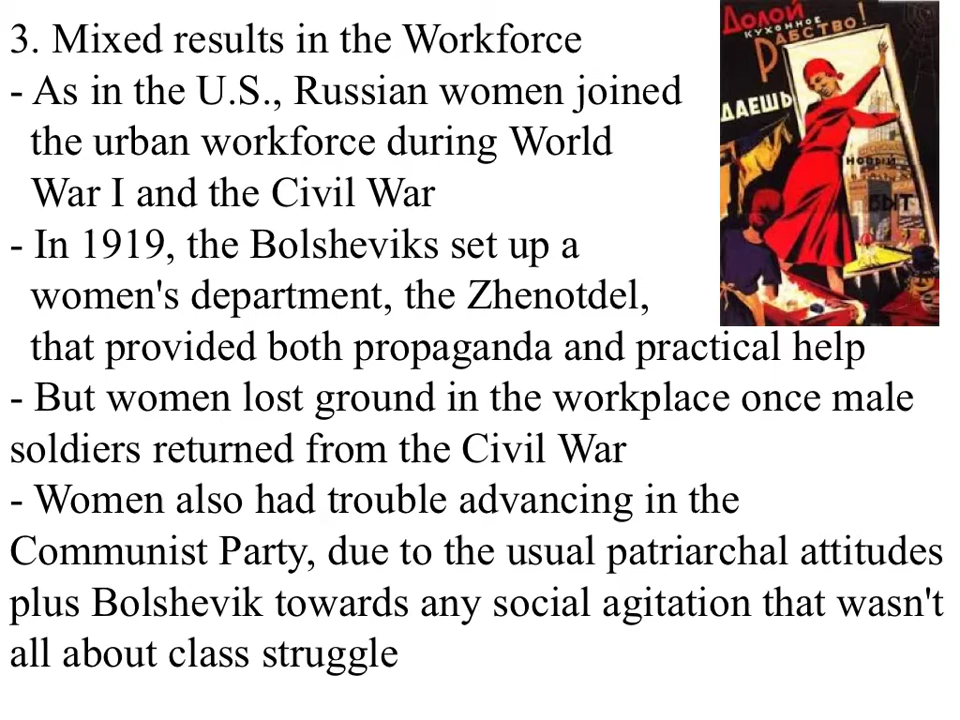 3. Mixed results in the Workforce
- As in the U.S., Russian women joined
the urban workforce during World
War I and the Civil War
- In 1919, the Bolsheviks set up a
women's department, the Zhenotdel,
that provided both propaganda and practical help
- But women lost ground in the workplace once male
soldiers returned from the Civil War
- Women also had trouble advancing in the
Communist Party, due to the usual patriarchal attitudes
plus Bolshevik towards any social agitation that wasn't
all about class struggle
ДОЛОЙ
КУХОННОЕ
РАБСТВО!
ДАЕШЬ
НОВЫЙ
БЫТ